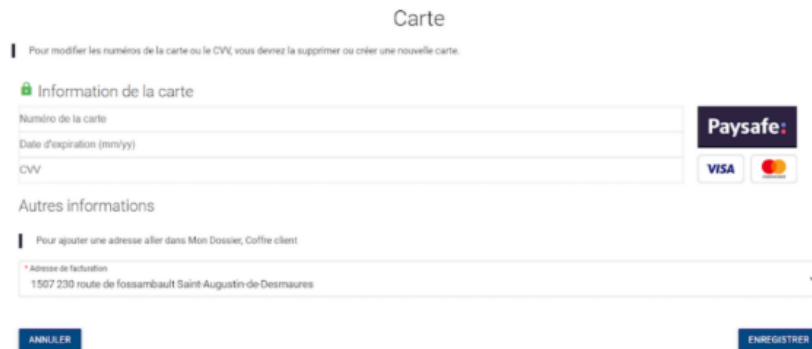 Carte
Pour modifier les numéros de la carte ou le CVV, vous devrez la supprimer ou créer une nouvelle carte.
Information de la carte
Numéro de la carte
Paysafe:
Date d'expiration (mm/yy)
CVV
VISA
Autres informations
Pour ajouter une adresse aller dans Mon Dossier, Coffre client
* Adresse de facturation
1507 230 route de fossambault Saint-Augustin-de-Desmaures
ANNULER
ENREGISTRER